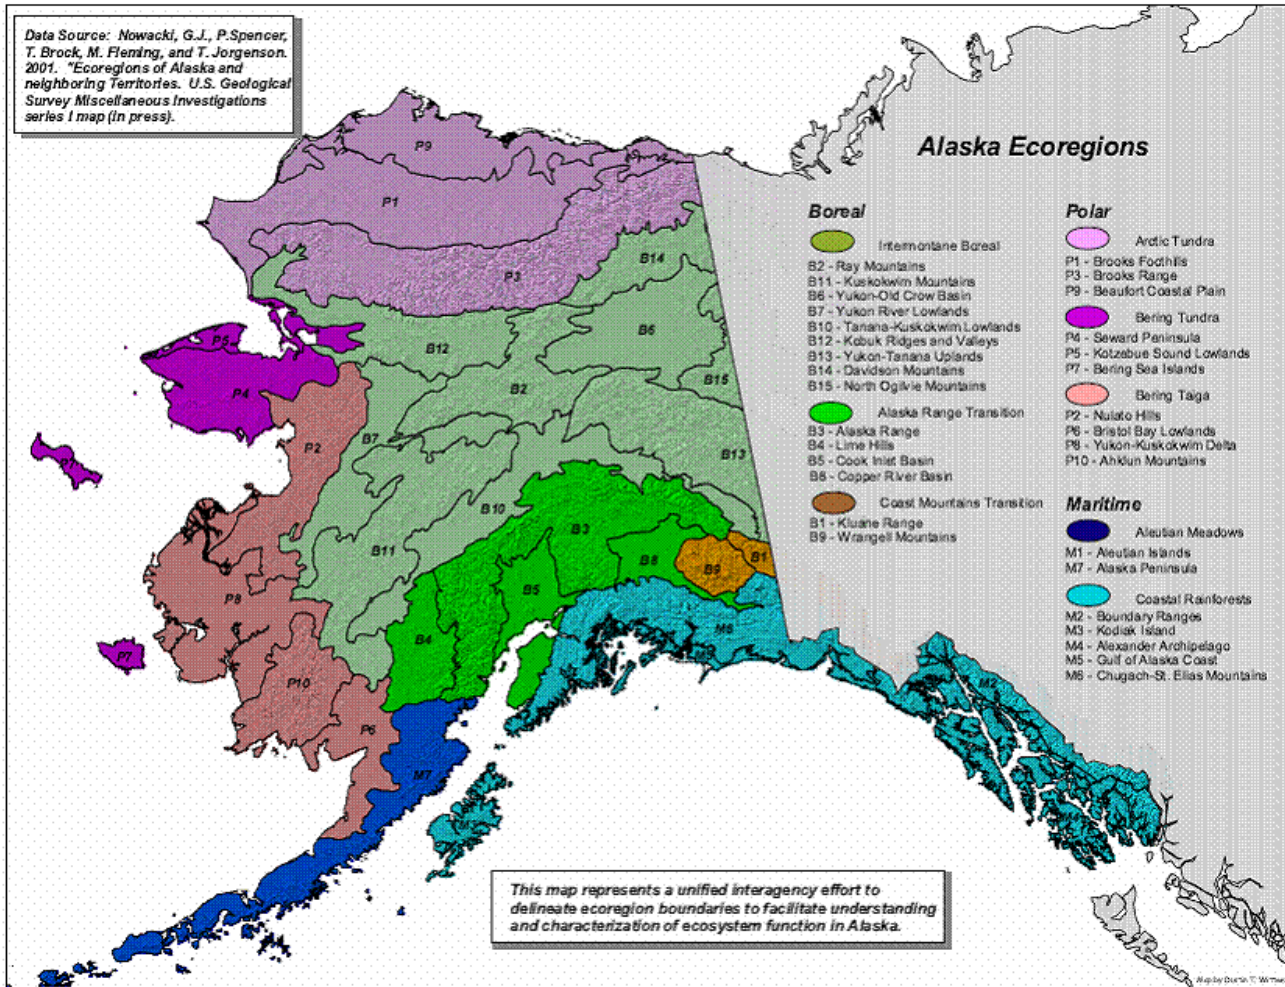 Data Source: Nowacki, G.J., P.Spencer,
T. Brock, M. Fleming, and T. Jorgenson.
2001. "Ecoregions of Alaska and
neighboring Territories. U.S. Geological
Survey Miscellaneous Investigations
series I map (in press).
Alaska Ecoregions
Boreal
Intermontane Boreal
B2 - Ray Mountains
B11 - Kuskokwim Mountains
B6 - Yukon-Old Crow Basin
B7 - Yukon River Lowlands
B10 - Tanana-Kuskokwim Lowlands
B12 - Kobuk Ridges and Valleys
B13 - Yukon-Tanana Uplands
B14 - Davidson Mountains
B15 - North Ogilvie Mountains
Alaska Range Transition
B3 - Alaska Range
B4 - Lime Hills
B5 - Cook Inlet Basin
B8 - Copper River Basin
Coast Mountains Transition
B1 - Kluane Range
B9 - Wrangell Mountains
Polar
Arctic Tundra
P1 - Brooks Foothills
P3 - Brooks Range
P9 - Beaufort Coastal Plain
Bering Tundra
P4 - Seward Peninsula
P5 - Kotzebue Sound Lowlands
P7 - Bering Sea Islands
Bering Taiga
P2 - Nulato Hills
P6 - Bristol Bay Lowlands
P8 - Yukon-Kuskokwim Delta
P10 - Ahklun Mountains
Maritime
Aleutian Meadows
M1 - Aleutian Islands
M7 - Alaska Peninsula
Coastal Rainforests
M2 - Boundary Ranges
M3 - Kodiak Island
M4 - Alexander Archipelago
M5 - Gulf of Alaska Coast
M6 - Chugach-St. Elias Mountains
P9
P1
P3
B14
B6
P5
B12
B15
P4
B2
P2
B7
B13
P7
B10
B3
B11
B8
B9
B1
B5
P8
B4
M6
P7
P10
M2
P6
M7
This map represents a unified interagency effort to
delineate ecoregion boundaries to facilitate understanding
and characterization of ecosystem function in Alaska.
Map by